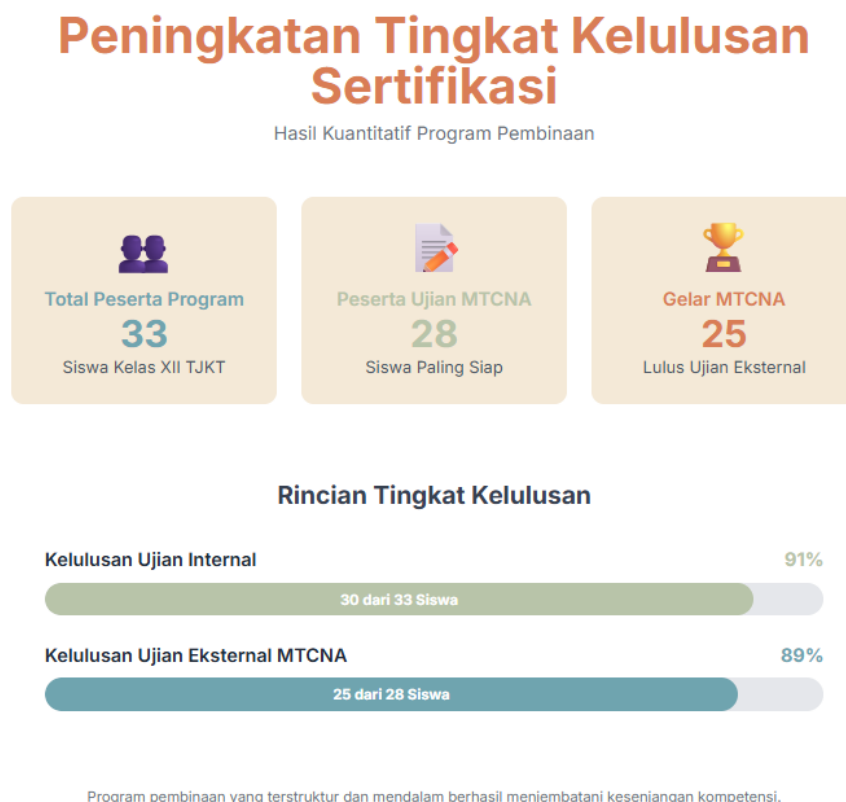 Peningkatan Tingkat Kelulusan
Sertifikasi
Hasil Kuantitatif Program Pembinaan
Total Peserta Program
33
Siswa Kelas XII TJKT
Peserta Ujian MTCNA
28
Siswa Paling Siap
Gelar MTCNA
25
Lulus Ujian Eksternal
Rincian Tingkat Kelulusan
Kelulusan Ujian Internal 91%
30 dari 33 Siswa
Kelulusan Ujian Eksternal MTCNA 89%
25 dari 28 Siswa
Program pembinaan yang terstruktur dan mendalam berhasil menjembatani kesenjangan kompetensi.